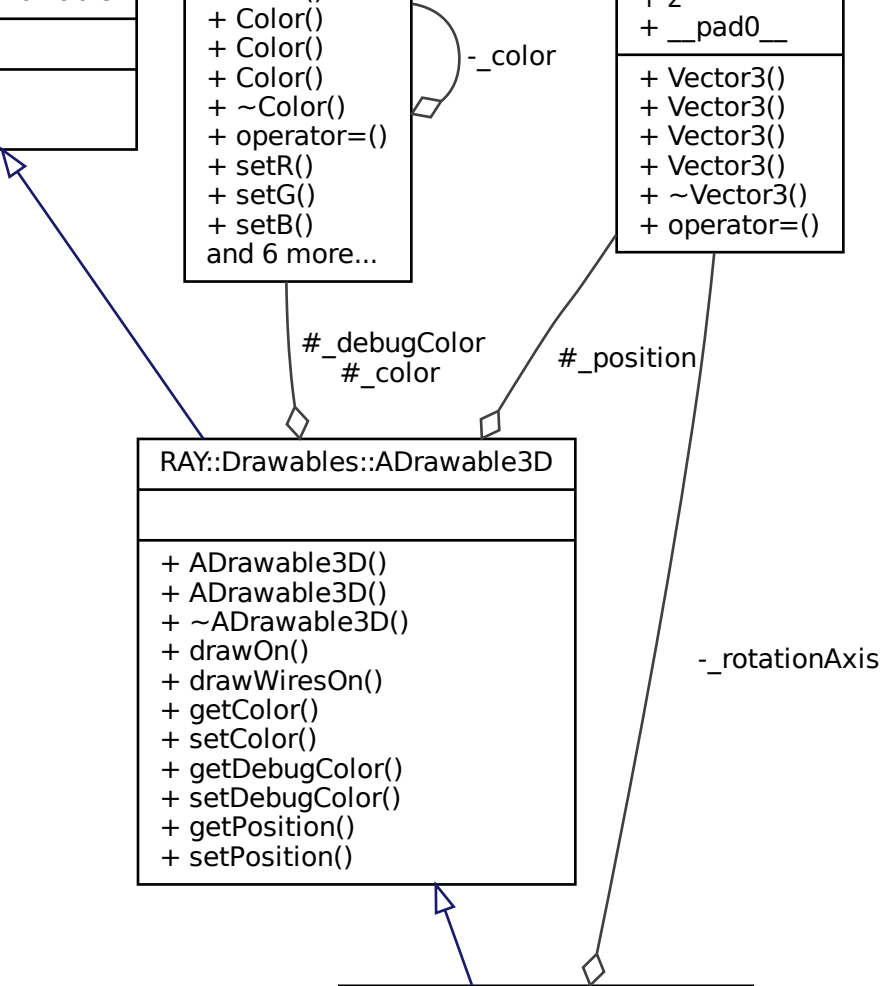 + Color()
+ Color()
+ Color()
+ ~Color()
+ operator=()
+ setR()
+ setG()
+ setB()
and 6 more...
-_color
+ z
+ __pad0__
+ Vector3()
+ Vector3()
+ Vector3()
+ Vector3()
+ ~Vector3()
+ operator=()
#_debugColor
#_color
#_position
RAY::Drawables::ADrawable3D
+ ADrawable3D()
+ ADrawable3D()
+ ~ADrawable3D()
+ drawOn()
+ drawWiresOn()
+ getColor()
+ setColor()
+ getDebugColor()
+ setDebugColor()
+ getPosition()
+ setPosition()
-_rotationAxis